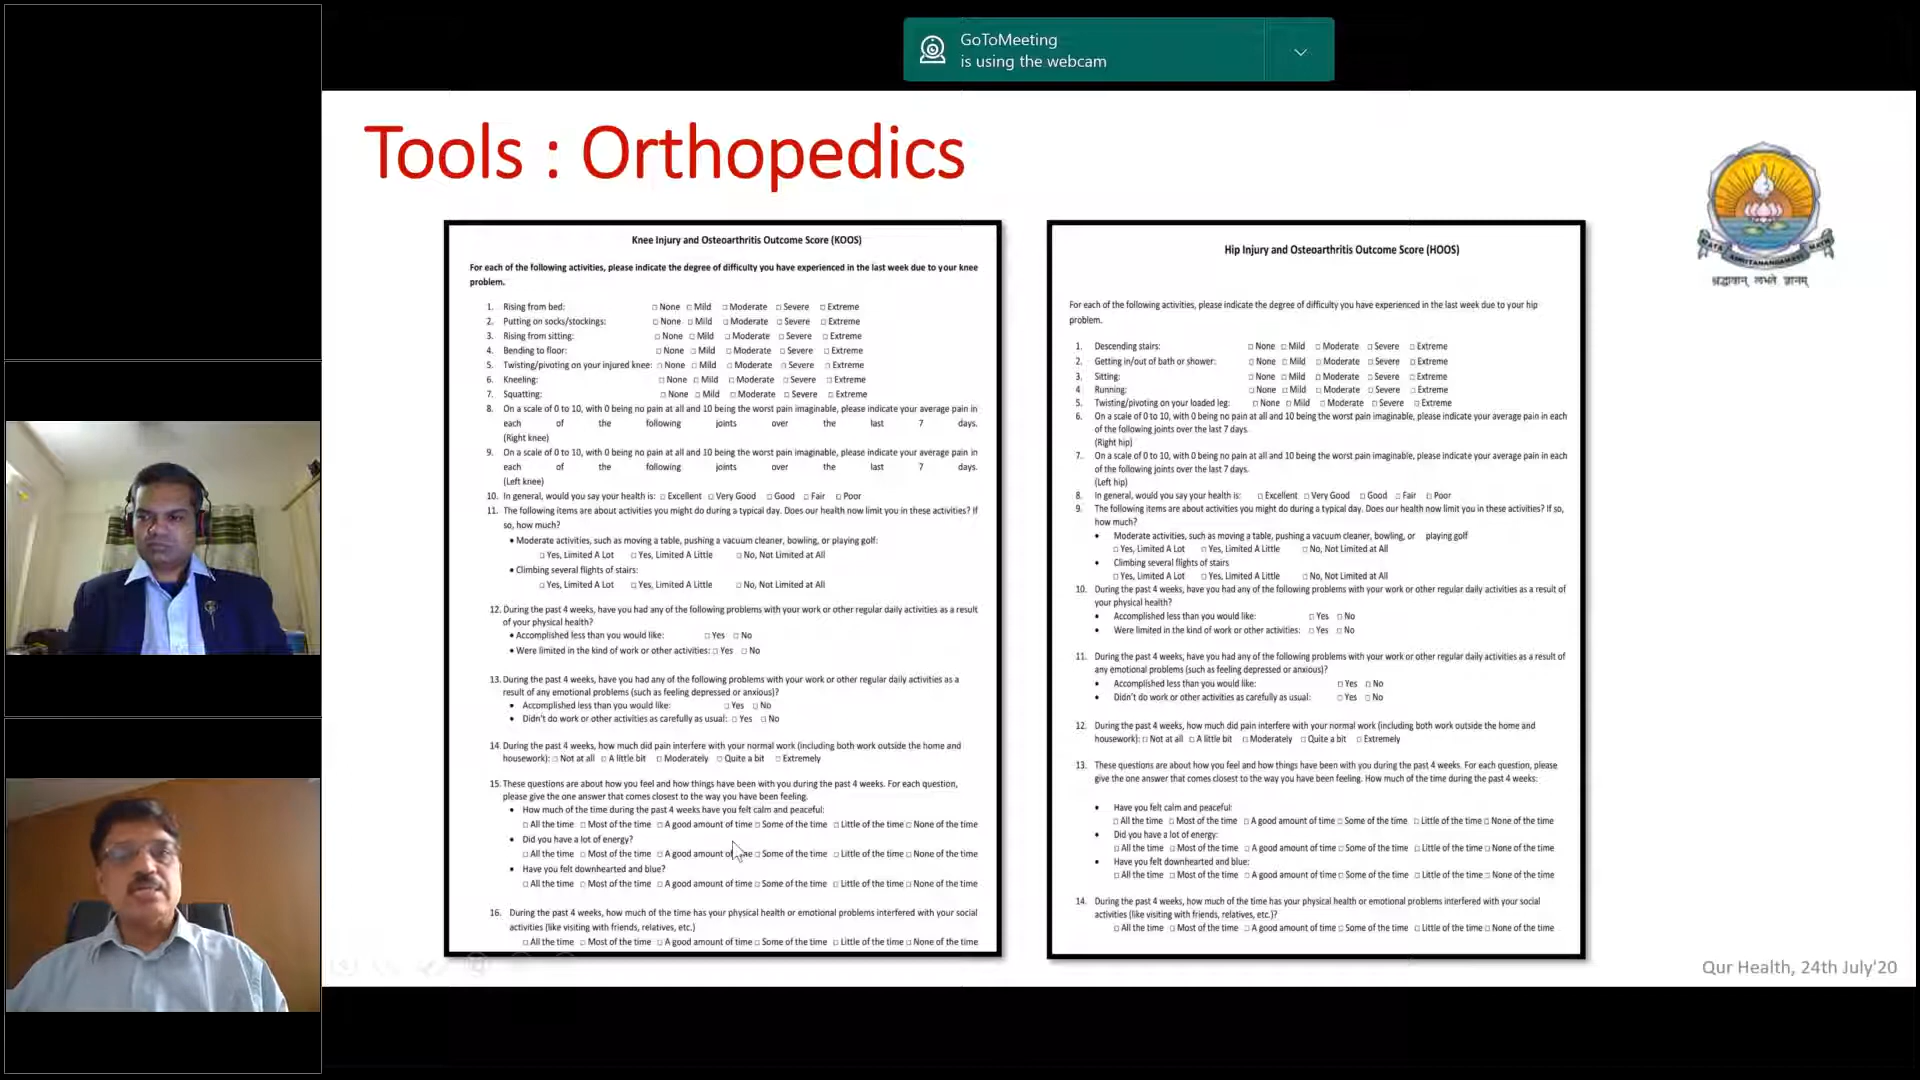 GoToMeeting
is using the webcam
Tools : Orthopedics
Knee Injury and Osteoarthritis Outcome Score (KOOS)
For each of the following activities, please indicate the degree of difficulty you have experienced in the last week due to your knee
problem.
1. Rising from bed: □ None □ Mild □ Moderate □ Severe □ Extreme
2. Putting on socks/stockings: □ None □ Mild □ Moderate □ Severe □ Extreme
3. Rising from sitting: □ None □ Mild □ Moderate □ Severe □ Extreme
4. Bending to floor: □ None □ Mild □ Moderate □ Severe □ Extreme
5. Twisting/pivoting on your injured knee: □ None □ Mild □ Moderate □ Severe □ Extreme
6. Kneeling: □ None □ Mild □ Moderate □ Severe □ Extreme
7. Squatting: □ None □ Mild □ Moderate □ Severe □ Extreme
8. On a scale of 0 to 10, with 0 being no pain at all and 10 being the worst pain imaginable, please indicate your average pain in
each of the following joints over the last 7 days.
(Right knee)
9. On a scale of 0 to 10, with 0 being no pain at all and 10 being the worst pain imaginable, please indicate your average pain in
each of the following joints over the last 7 days.
(Left knee)
10. In general, would you say your health is: □ Excellent □ Very Good □ Good □ Fair □ Poor
11. The following items are about activities you might do during a typical day. Does our health now limit you in these activities? If
so, how much?
• Moderate activities, such as moving a table, pushing a vacuum cleaner, bowling, or playing golf:
□ Yes, Limited A Lot □ Yes, Limited A Little □ No, Not Limited at All
• Climbing several flights of stairs:
□ Yes, Limited A Lot □ Yes, Limited A Little □ No, Not Limited at All
12. During the past 4 weeks, have you had any of the following problems with your work or other regular daily activities as a result
of your physical health?
• Accomplished less than you would like: □ Yes □ No
• Were limited in the kind of work or other activities: □ Yes □ No
13. During the past 4 weeks, have you had any of the following problems with your work or other regular daily activities as a
result of any emotional problems (such as feeling depressed or anxious)?
• Accomplished less than you would like: □ Yes □ No
• Didn't do work or other activities as carefully as usual: □ Yes □ No
14. During the past 4 weeks, how much did pain interfere with your normal work (including both work outside the home and
housework): □ Not at all □ A little bit □ Moderately □ Quite a bit □ Extremely
15. These questions are about how you feel and how things have been with you during the past 4 weeks. For each question,
please give the one answer that comes closest to the way you have been feeling.
• How much of the time during the past 4 weeks have you felt calm and peaceful:
□ All the time □ Most of the time □ A good amount of time □ Some of the time □ Little of the time □ None of the time
• Did you have a lot of energy?
□ All the time □ Most of the time □ A good amount of time □ Some of the time □ Little of the time □ None of the time
• Have you felt downhearted and blue?
□ All the time □ Most of the time □ A good amount of time □ Some of the time □ Little of the time □ None of the time
16. During the past 4 weeks, how much of the time has your physical health or emotional problems interfered with your social
activities (like visiting with friends, relatives, etc.)
□ All the time □ Most of the time □ A good amount of time □ Some of the time □ Little of the time □ None of the time
Hip Injury and Osteoarthritis Outcome Score (HOOS)
For each of the following activities, please indicate the degree of difficulty you have experienced in the last week due to your hip
problem.
1. Descending stairs: □ None □ Mild □ Moderate □ Severe □ Extreme
2. Getting in/out of bath or shower: □ None □ Mild □ Moderate □ Severe □ Extreme
3. Sitting: □ None □ Mild □ Moderate □ Severe □ Extreme
4 Running: □ None □ Mild □ Moderate □ Severe □ Extreme
5. Twisting/pivoting on your loaded leg: □ None □ Mild □ Moderate □ Severe □ Extreme
6. On a scale of 0 to 10, with 0 being no pain at all and 10 being the worst pain imaginable, please indicate your average pain in each
of the following joints over the last 7 days.
(Right hip)
7. On a scale of 0 to 10, with 0 being no pain at all and 10 being the worst pain imaginable, please indicate your average pain in each
of the following joints over the last 7 days.
(Left hip)
8. In general, would you say your health is: □ Excellent □ Very Good □ Good □ Fair □ Poor
9. The following items are about activities you might do during a typical day. Does our health now limit you in these activities? If so,
how much?
• Moderate activities, such as moving a table, pushing a vacuum cleaner, bowling, or playing golf
□ Yes, Limited A Lot □ Yes, Limited A Little □ No, Not Limited at All
• Climbing several flights of stairs
□ Yes, Limited A Lot □ Yes, Limited A Little □ No, Not Limited at All
10. During the past 4 weeks, have you had any of the following problems with your work or other regular daily activities as a result of
your physical health?
• Accomplished less than you would like: □ Yes □ No
• Were limited in the kind of work or other activities: □ Yes □ No
11. During the past 4 weeks, have you had any of the following problems with your work or other regular daily activities as a result of
any emotional problems (such as feeling depressed or anxious)?
• Accomplished less than you would like: □ Yes □ No
• Didn't do work or other activities as carefully as usual: □ Yes □ No
12. During the past 4 weeks, how much did pain interfere with your normal work (including both work outside the home and
housework): □ Not at all □ A little bit □ Moderately □ Quite a bit □ Extremely
13. These questions are about how you feel and how things have been with you during the past 4 weeks. For each question, please
give the one answer that comes closest to the way you have been feeling. How much of the time during the past 4 weeks:
• Have you felt calm and peaceful:
□ All the time □ Most of the time □ A good amount of time □ Some of the time □ Little of the time □ None of the time
• Did you have a lot of energy:
□ All the time □ Most of the time □ A good amount of time □ Some of the time □ Little of the time □ None of the time
• Have you felt downhearted and blue:
□ All the time □ Most of the time □ A good amount of time □ Some of the time □ Little of the time □ None of the time
14. During the past 4 weeks, how much of the time has your physical health or emotional problems interfered with your social
activities (like visiting with friends, relatives, etc.)?
□ All the time □ Most of the time □ A good amount of time □ Some of the time □ Little of the time □ None of the time
MATA AMRITANANDAMAYI MATH
श्रद्धावान् लभते ज्ञानम्
Qur Health, 24th July'20